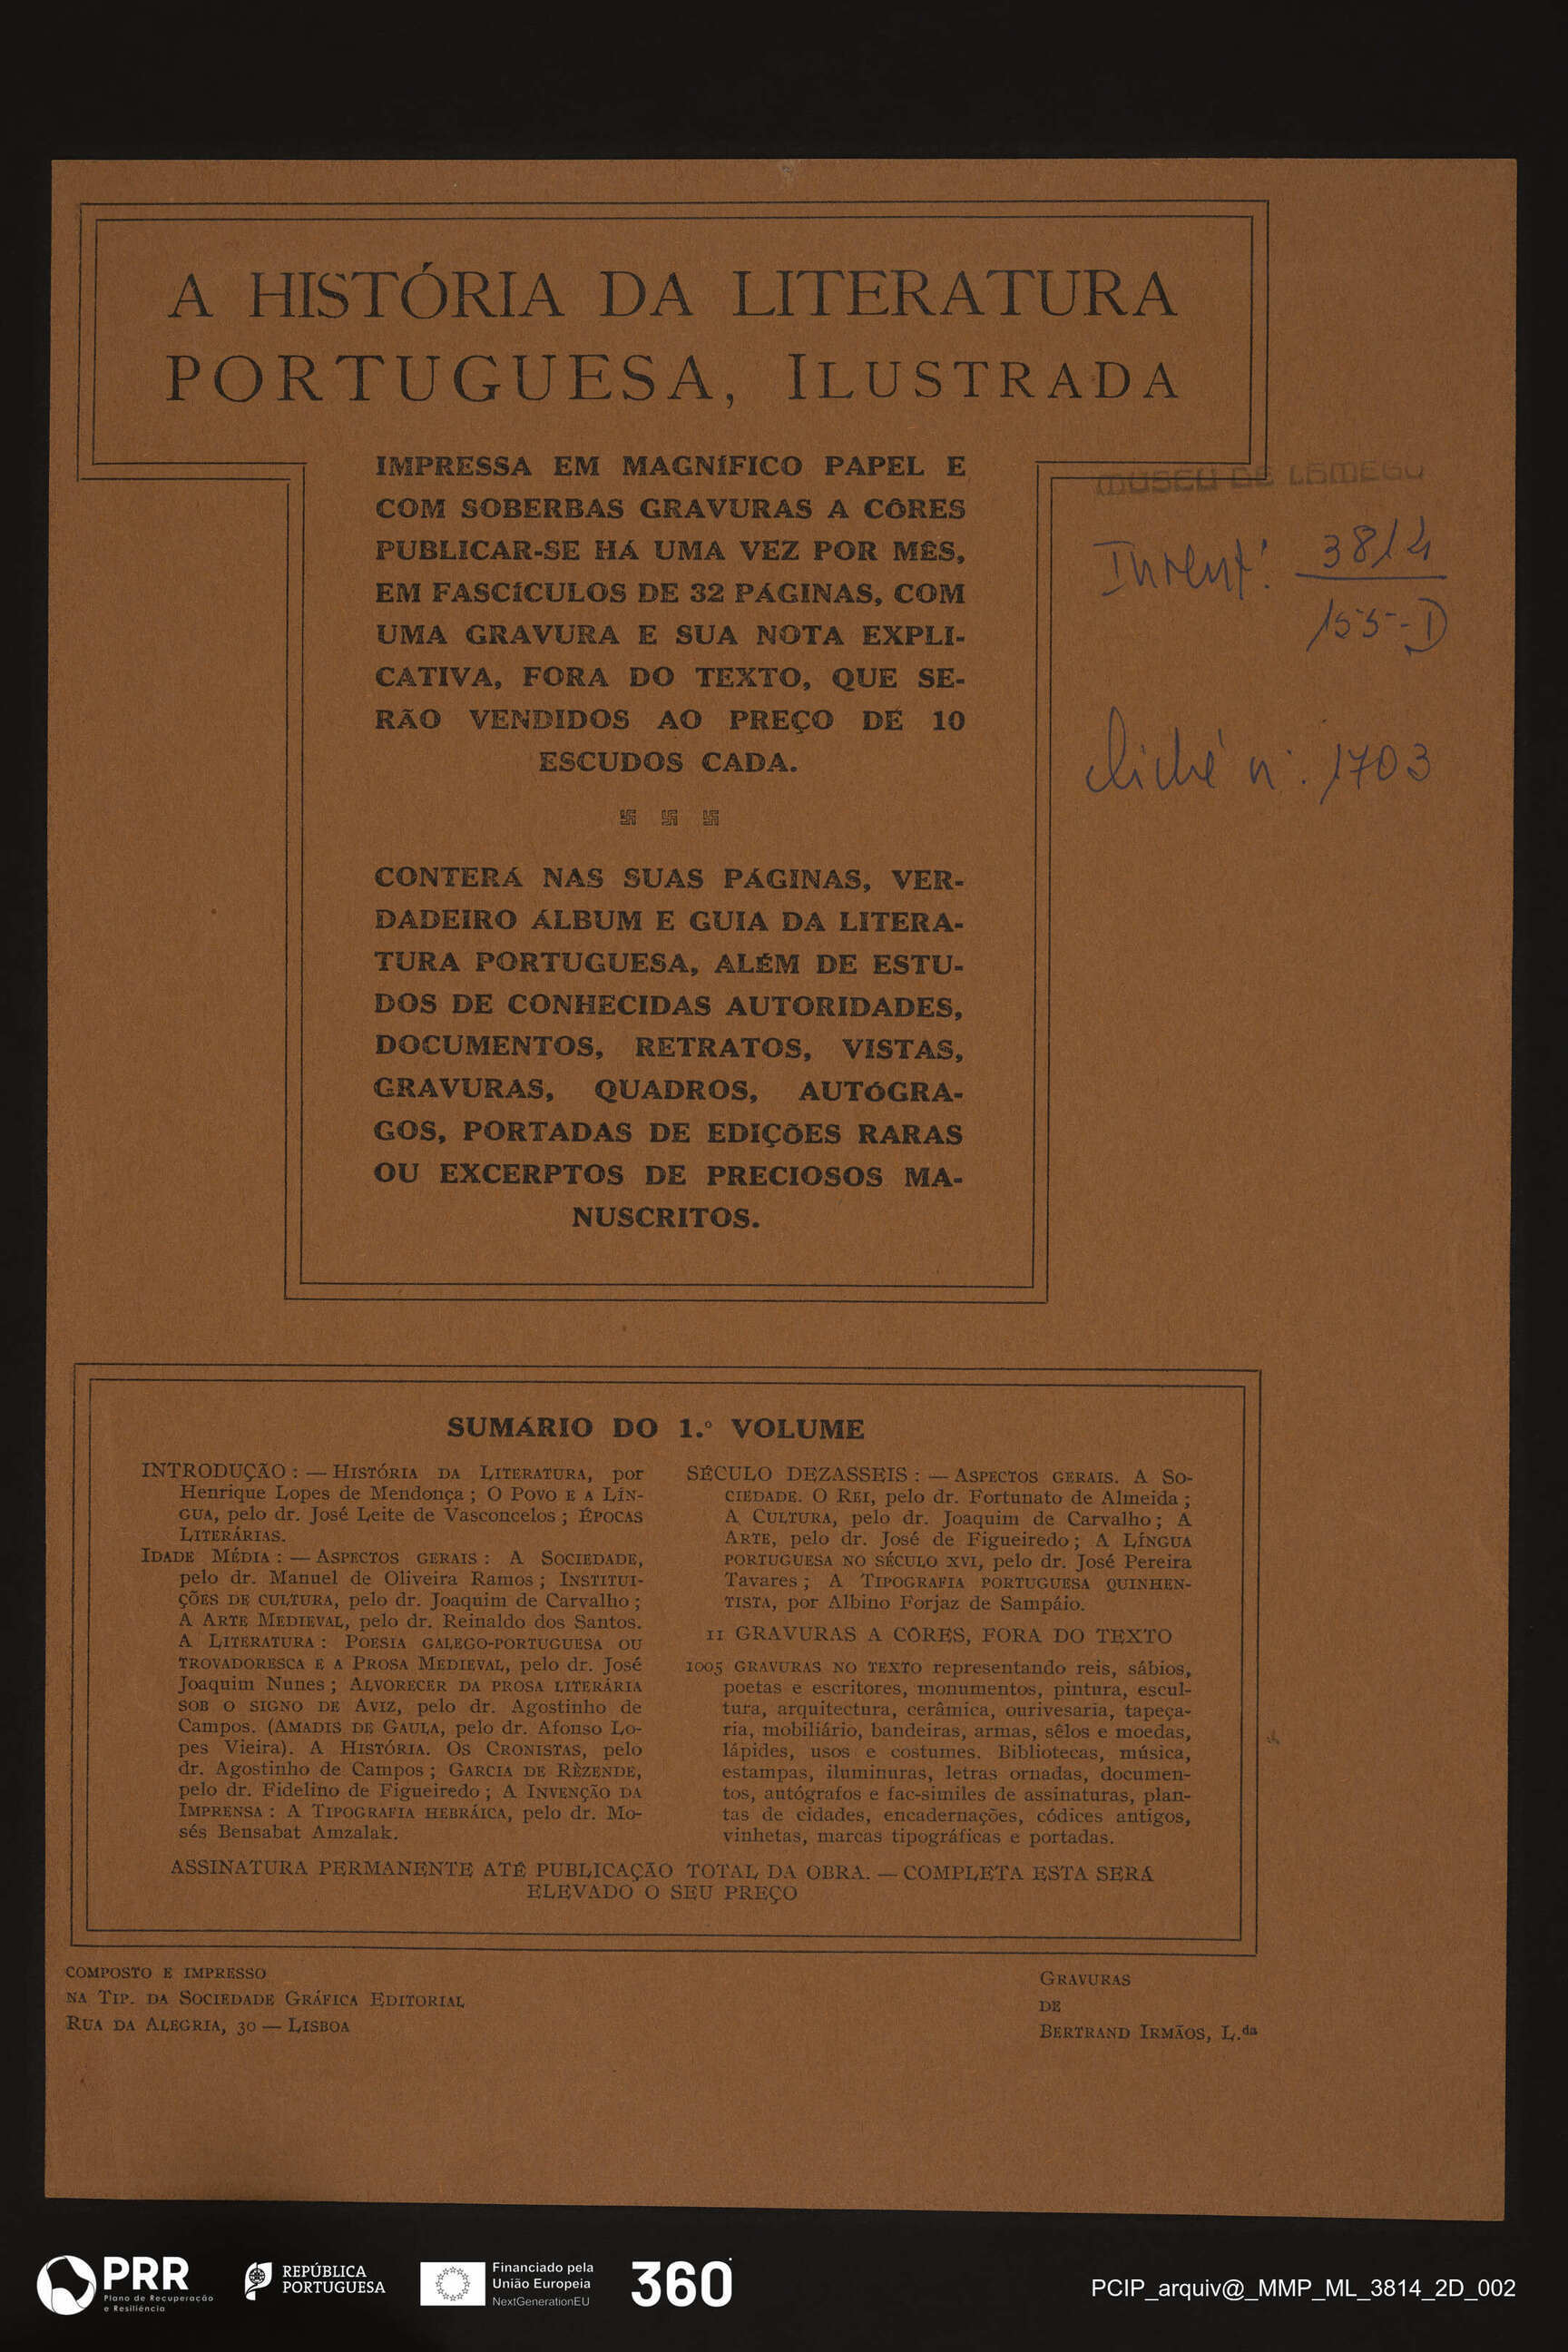 A HISTÓRIA DA LITERATURA
PORTUGUESA, ILUSTRADA
IMPRESSA EM MAGNÍFICO PAPEL E
COM SOBERBAS GRAVURAS A CÔRES
PUBLICAR-SE HÁ UMA VEZ POR MÊS,
EM FASCÍCULOS DE 32 PÁGINAS, COM
UMA GRAVURA E SUA NOTA EXPLI-
CATIVA, FORA DO TEXTO, QUE SE-
RÃO VENDIDOS AO PREÇO DE 10
ESCUDOS CADA.
CONTERÁ NAS SUAS PÁGINAS, VER-
DADEIRO ÁLBUM E GUIA DA LITERA-
TURA PORTUGUESA, ALÉM DE ESTU-
DOS DE CONHECIDAS AUTORIDADES,
DOCUMENTOS, RETRATOS, VISTAS,
GRAVURAS, QUADROS, AUTÓGRA-
GOS, PORTADAS DE EDIÇÕES RARAS
OU EXCERPTOS DE PRECIOSOS MA-
NUSCRITOS.
MUSEU DE LAMEGO
Invent.º 3814
155-D
Cliché n.º 1703
SUMÁRIO DO 1.º VOLUME
INTRODUÇÃO : — HISTÓRIA DA LITERATURA, por
Henrique Lopes de Mendonça ; O POVO E A LÍN-
GUA, pelo dr. José Leite de Vasconcelos ; ÉPOCAS
LITERÁRIAS.
IDADE MÉDIA : — ASPECTOS GERAIS : A SOCIEDADE,
pelo dr. Manuel de Oliveira Ramos ; INSTITUI-
ÇÕES DE CULTURA, pelo dr. Joaquim de Carvalho ;
A ARTE MEDIEVAL, pelo dr. Reinaldo dos Santos.
A LITERATURA : POESIA GALEGO-PORTUGUESA OU
TROVADORESCA E A PROSA MEDIEVAL, pelo dr. José
Joaquim Nunes ; ALVORECER DA PROSA LITERÁRIA
SOB O SIGNO DE AVIZ, pelo dr. Agostinho de
Campos. (AMADIS DE GAULA, pelo dr. Afonso Lo-
pes Vieira). A HISTÓRIA. OS CRONISTAS, pelo
dr. Agostinho de Campos ; GARCIA DE RÈZENDE,
pelo dr. Fidelino de Figueiredo ; A INVENÇÃO DA
IMPRENSA : A TIPOGRAFIA HEBRÁICA, pelo dr. Mo-
sés Bensabat Amzalak.
SÉCULO DEZASSEIS : — ASPECTOS GERAIS. A SO-
CIEDADE. O REI, pelo dr. Fortunato de Almeida ;
A CULTURA, pelo dr. Joaquim de Carvalho ; A
ARTE, pelo dr. José de Figueiredo ; A LÍNGUA
PORTUGUESA NO SÉCULO XVI, pelo dr. José Pereira
Tavares ; A TIPOGRAFIA PORTUGUESA QUINHEN-
TISTA, por Albino Forjaz de Sampáio.
11 GRAVURAS A CÔRES, FORA DO TEXTO
1005 GRAVURAS NO TEXTO representando reis, sábios,
poetas e escritores, monumentos, pintura, escul-
tura, arquitectura, cerâmica, ourivesaria, tapeça-
ria, mobiliário, bandeiras, armas, sêlos e moedas,
lápides, usos e costumes. Bibliotecas, música,
estampas, iluminuras, letras ornadas, documen-
tos, autógrafos e fac-similes de assinaturas, plan-
tas de cidades, encadernações, códices antigos,
vinhetas, marcas tipográficas e portadas.
ASSINATURA PERMANENTE ATÉ PUBLICAÇÃO TOTAL DA OBRA. — COMPLETA ESTA SERÁ
ELEVADO O SEU PREÇO
COMPOSTO E IMPRESSO
NA TIP. DA SOCIEDADE GRÁFICA EDITORIAL
RUA DA ALEGRIA, 30 — LISBOA
GRAVURAS
DE
BERTRAND IRMÃOS, L.da
PRR
Plano de Recuperação
e Resiliência
REPÚBLICA
PORTUGUESA
Financiado pela
União Europeia
NextGenerationEU
360°
PCIP_arquiv@_MMP_ML_3814_2D_002